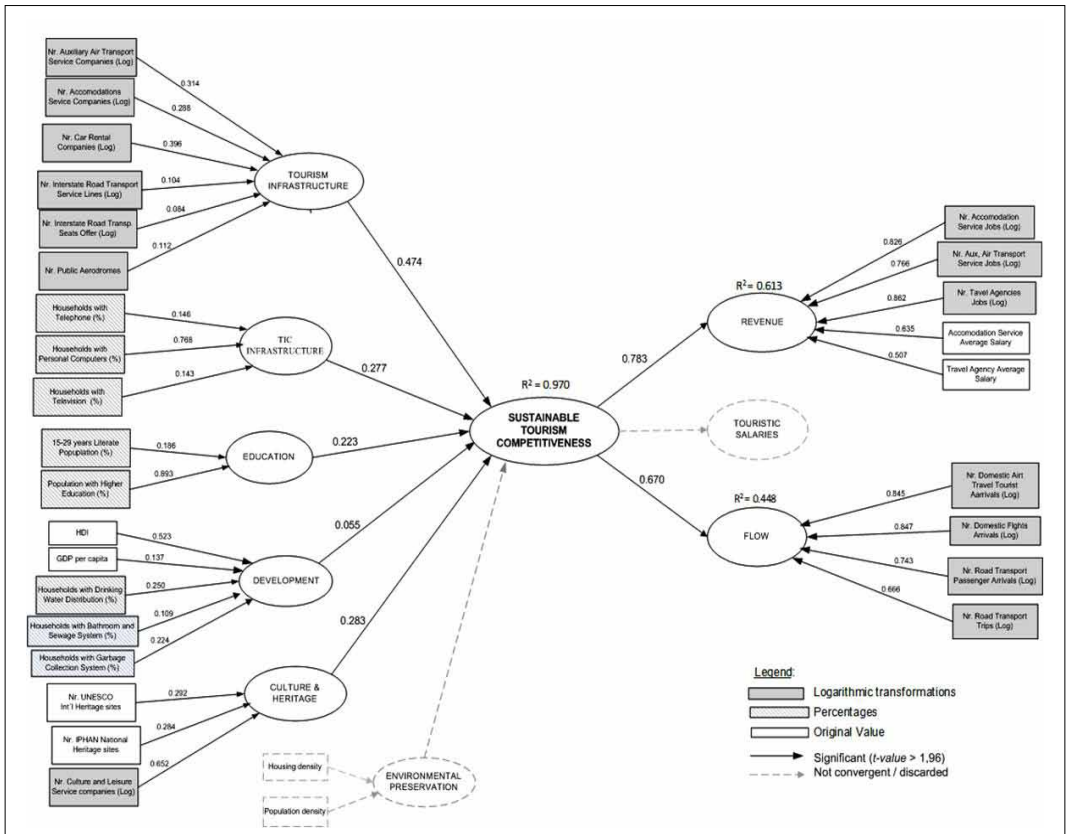 Nr. Auxiliary Air Transport
Service Companies (Log)
0.314
Nr. Accomodations
Sevice Companies (Log)
0.288
Nr. Car Rental
Companies (Log)
0.396
Nr. Interstate Road Transport
Service Lines (Log)
0.104
Nr. Interstate Road Transp.
Seats Offer (Log)
0.084
Nr. Public Aerodromes
0.112
TOURISM
INFRASTRUCTURE
0.474
Households with
Telephone (%)
0.146
Households with
Personal Computers (%)
0.768
Households with
Television (%)
0.143
TIC
INFRASTRUCTURE
0.277
15-29 years Literate
Popuplation (%)
0.186
Population with Higher
Education (%)
0.893
EDUCATION
0.223
HDI
0.523
GDP per capita
0.137
Households with Drinking
Water Distribution (%)
0.250
Households with Bathroom and
Sewage System (%)
0.109
Households with Garbage
Collection System (%)
0.224
DEVELOPMENT
0.055
Nr. UNESCO
Int´l Heritage sites
0.292
Nr. IPHAN National
Heritage sites
0.284
Nr. Culture and Leisure
Service companies (Log)
0.652
CULTURE &
HERITAGE
0.283
Housing density
Population density
ENVIRONMENTAL
PRESERVATION
R2 = 0.970
SUSTAINABLE
TOURISM
COMPETITIVENESS
0.783
0.670
R2 = 0.613
REVENUE
TOURISTIC
SALARIES
R2 = 0.448
FLOW
Nr. Accomodation
Service Jobs (Log)
0.826
Nr. Aux, Air Transport
Service Jobs (Log)
0.766
Nr. Tavel Agencies
Jobs (Log)
0.862
Accomodation Service
Average Salary
0.635
Travel Agency Average
Salary
0.507
Nr. Domestic Airt
Travel Tourist
Aarrivals (Log)
0.845
Nr. Domestic Fights
Arrivals (Log)
0.847
Nr. Road Transport
Passenger Arrivals (Log)
0.743
Nr. Road Transport
Trips (Log)
0.666
Legend:
Logarithmic transformations
Percentages
Original Value
Significant (t-value > 1,96)
Not convergent / discarded